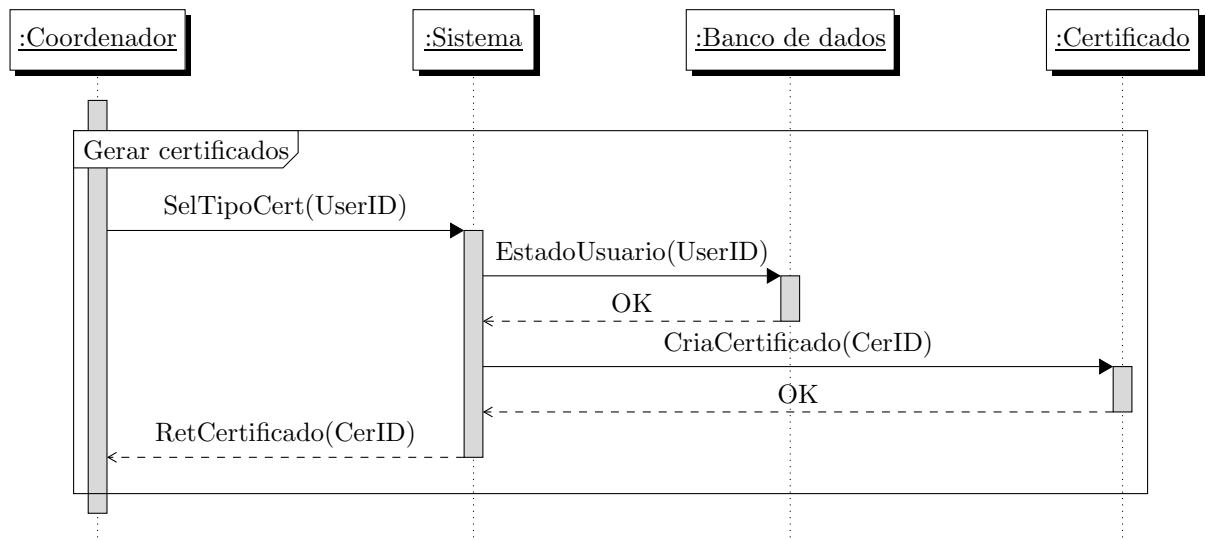 :Coordenador
:Sistema
:Banco de dados
:Certificado
Gerar certificados
SelTipoCert(UserID)
EstadoUsuario(UserID)
OK
CriaCertificado(CerID)
OK
RetCertificado(CerID)